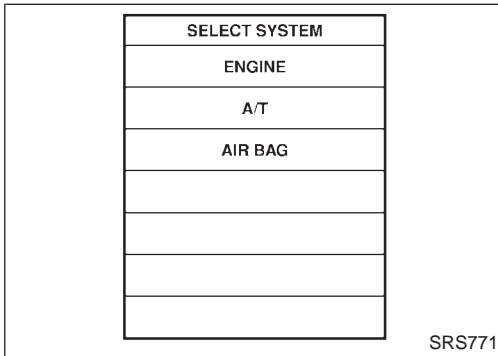 SELECT SYSTEM
ENGINE
A/T
AIR BAG
SRS771